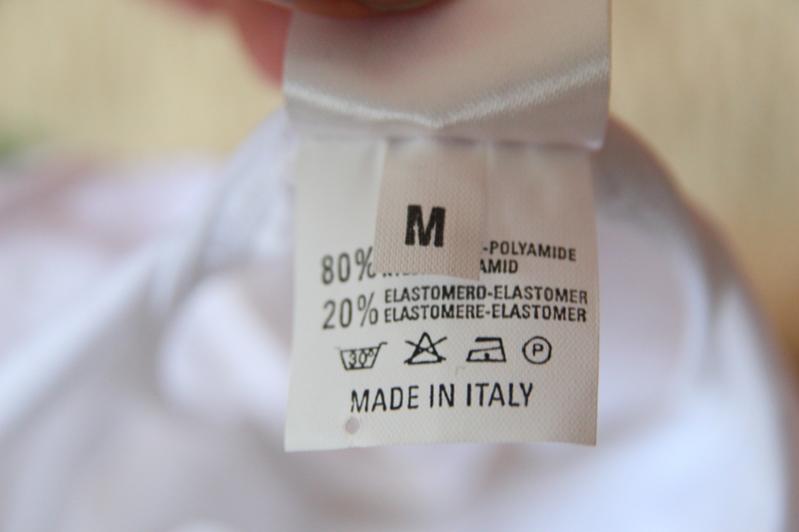 M
80% -POLYAMIDE
AMID
20% ELASTOMERO-ELASTOMER
ELASTOMERE-ELASTOMER
30°
P
MADE IN ITALY